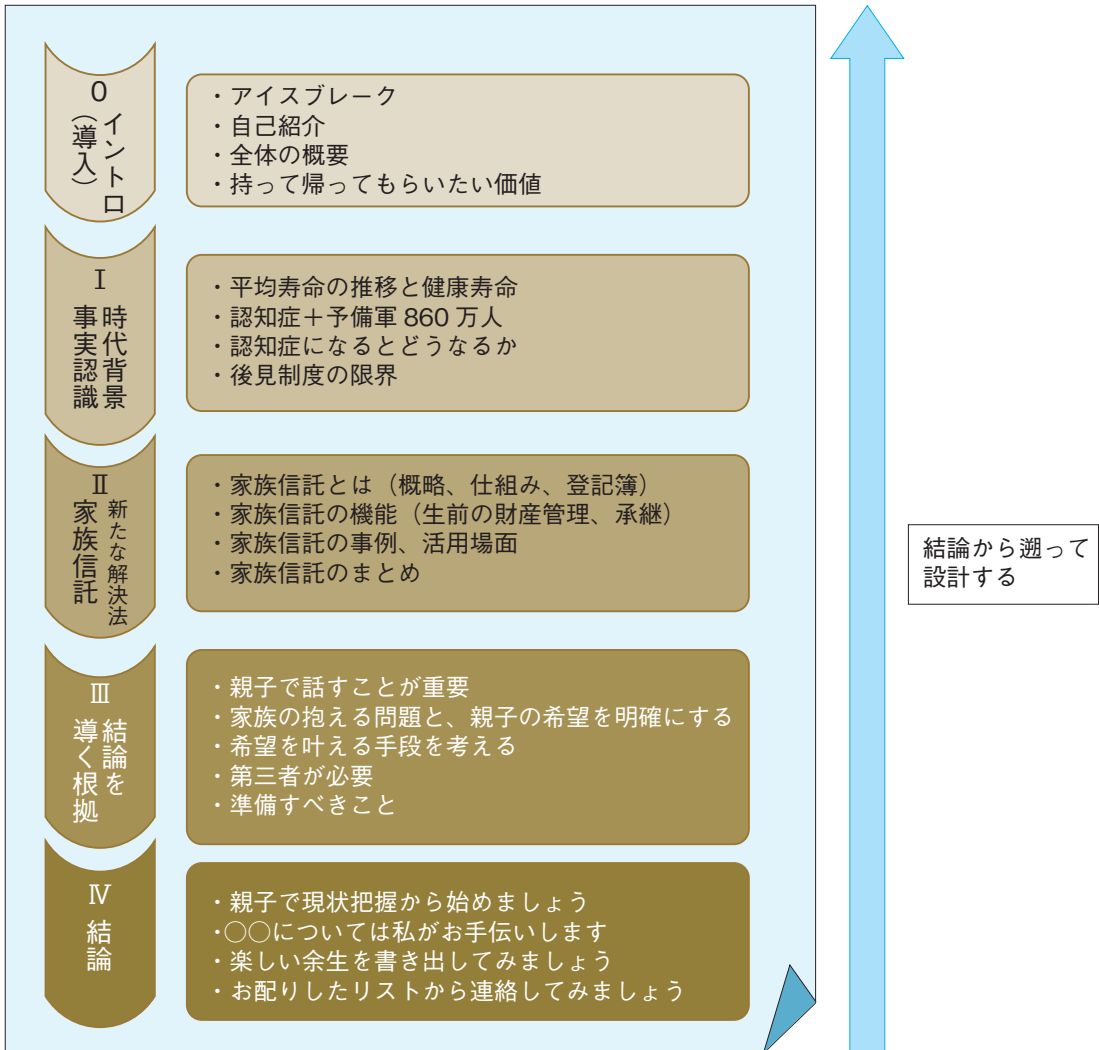 0
イントロ
（導入）
・アイスブレーク
・自己紹介
・全体の概要
・持って帰ってもらいたい価値
Ⅰ
時代背景
事実認識
・平均寿命の推移と健康寿命
・認知症＋予備軍 860 万人
・認知症になるとどうなるか
・後見制度の限界
Ⅱ
新たな解決法
家族信託
・家族信託とは（概略、仕組み、登記簿）
・家族信託の機能（生前の財産管理、承継）
・家族信託の事例、活用場面
・家族信託のまとめ
Ⅲ
結論を
導く根拠
・親子で話すことが重要
・家族の抱える問題と、親子の希望を明確にする
・希望を叶える手段を考える
・第三者が必要
・準備すべきこと
Ⅳ
結論
・親子で現状把握から始めましょう
・○○については私がお手伝いします
・楽しい余生を書き出してみましょう
・お配りしたリストから連絡してみましょう
結論から遡って
設計する